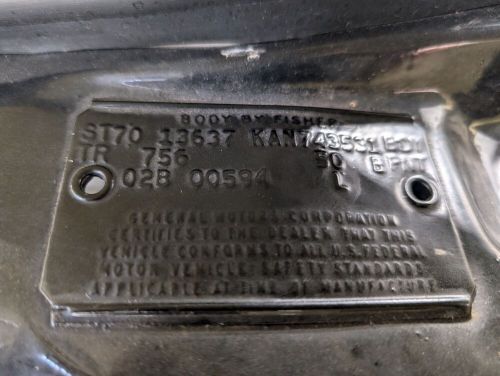 BODY BY FISHER
ST70 13637 KAN743531 BDY
TR 756 50 B PNT
02B 00594 L
GENERAL MOTORS CORPORATION
CERTIFIES TO THE DEALER THAT THIS
VEHICLE CONFORMS TO ALL U.S. FEDERAL
MOTOR VEHICLE SAFETY STANDARDS
APPLICABLE AT TIME OF MANUFACTURE